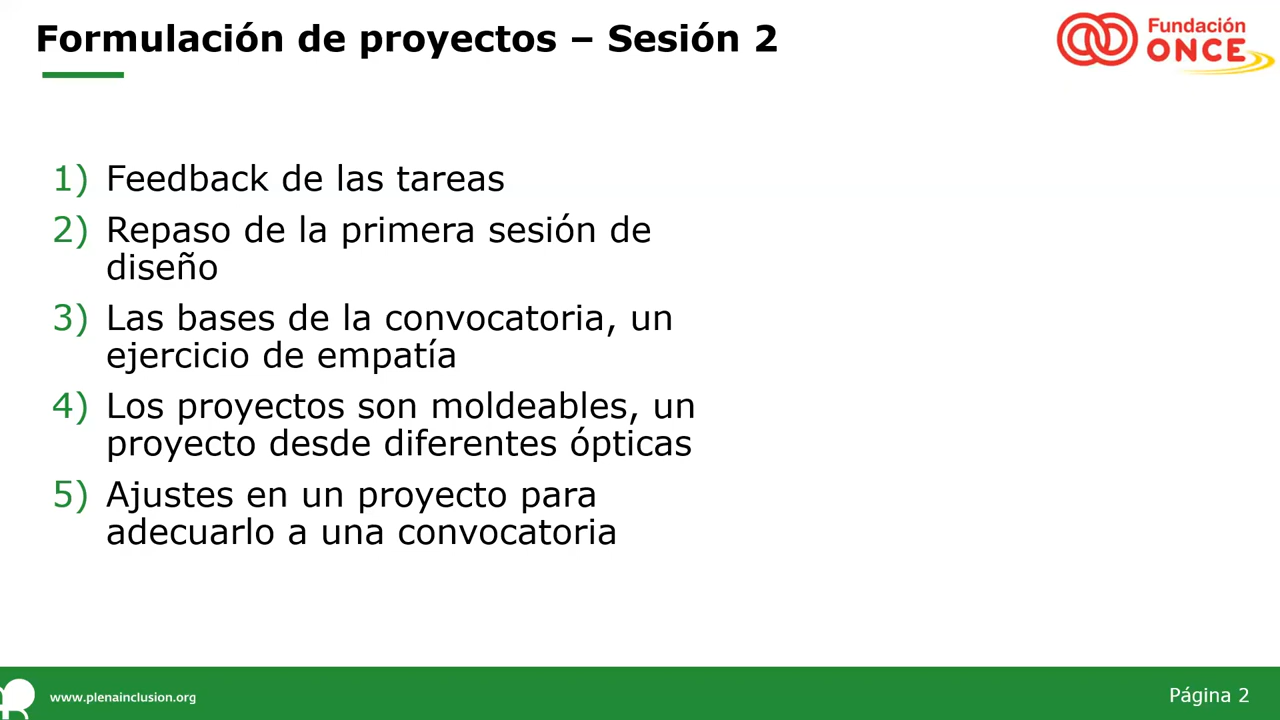 Formulación de proyectos – Sesión 2
Fundación
ONCE
1) Feedback de las tareas
2) Repaso de la primera sesión de
diseño
3) Las bases de la convocatoria, un
ejercicio de empatía
4) Los proyectos son moldeables, un
proyecto desde diferentes ópticas
5) Ajustes en un proyecto para
adecuarlo a una convocatoria
www.plenainclusion.org
Página 2